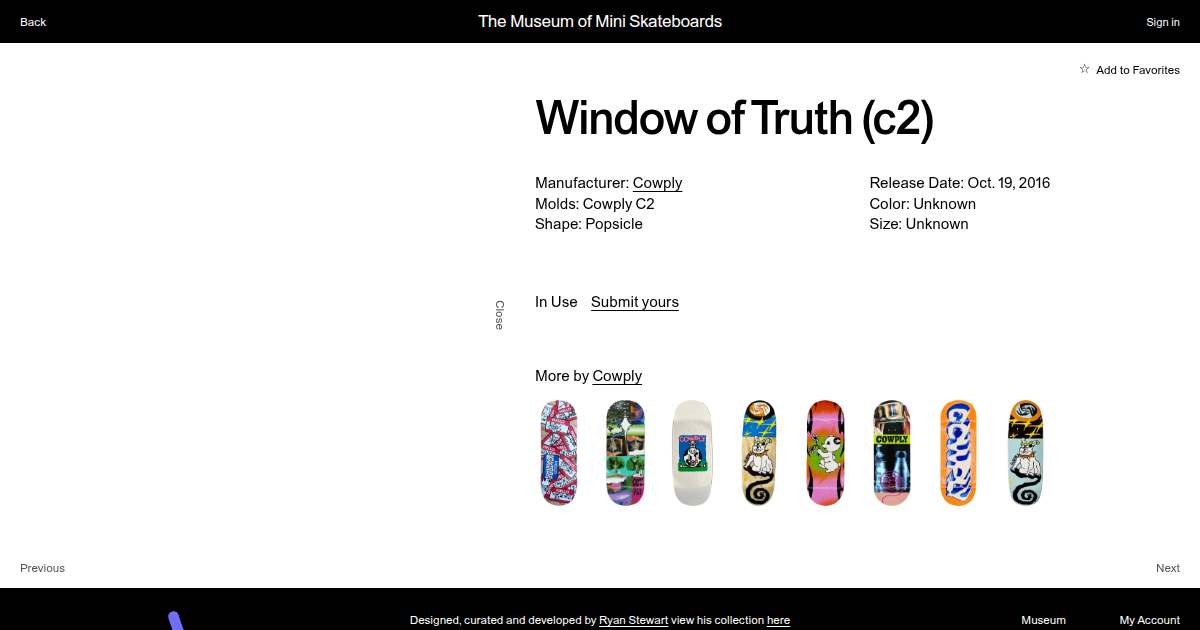 Back
The Museum of Mini Skateboards
Sign in
☆ Add to Favorites
Window of Truth (c2)
Manufacturer: Cowply
Molds: Cowply C2
Shape: Popsicle
Release Date: Oct. 19, 2016
Color: Unknown
Size: Unknown
Close
In Use Submit yours
More by Cowply
COWPLY
COWPLY
Previous
Next
Designed, curated and developed by Ryan Stewart view his collection here
Museum
My Account